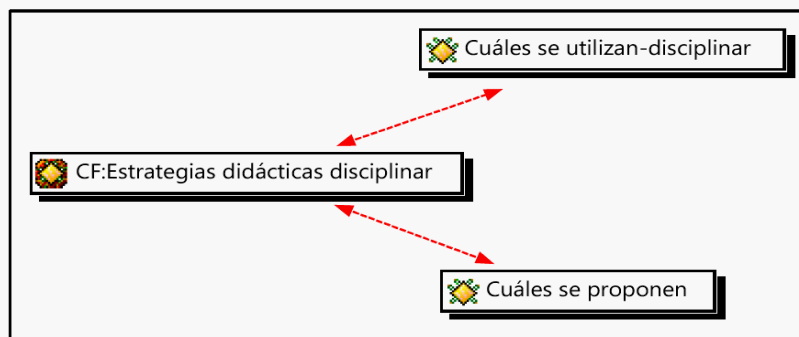 Cuáles se utilizan-disciplinar
CF:Estrategias didácticas disciplinar
Cuáles se proponen